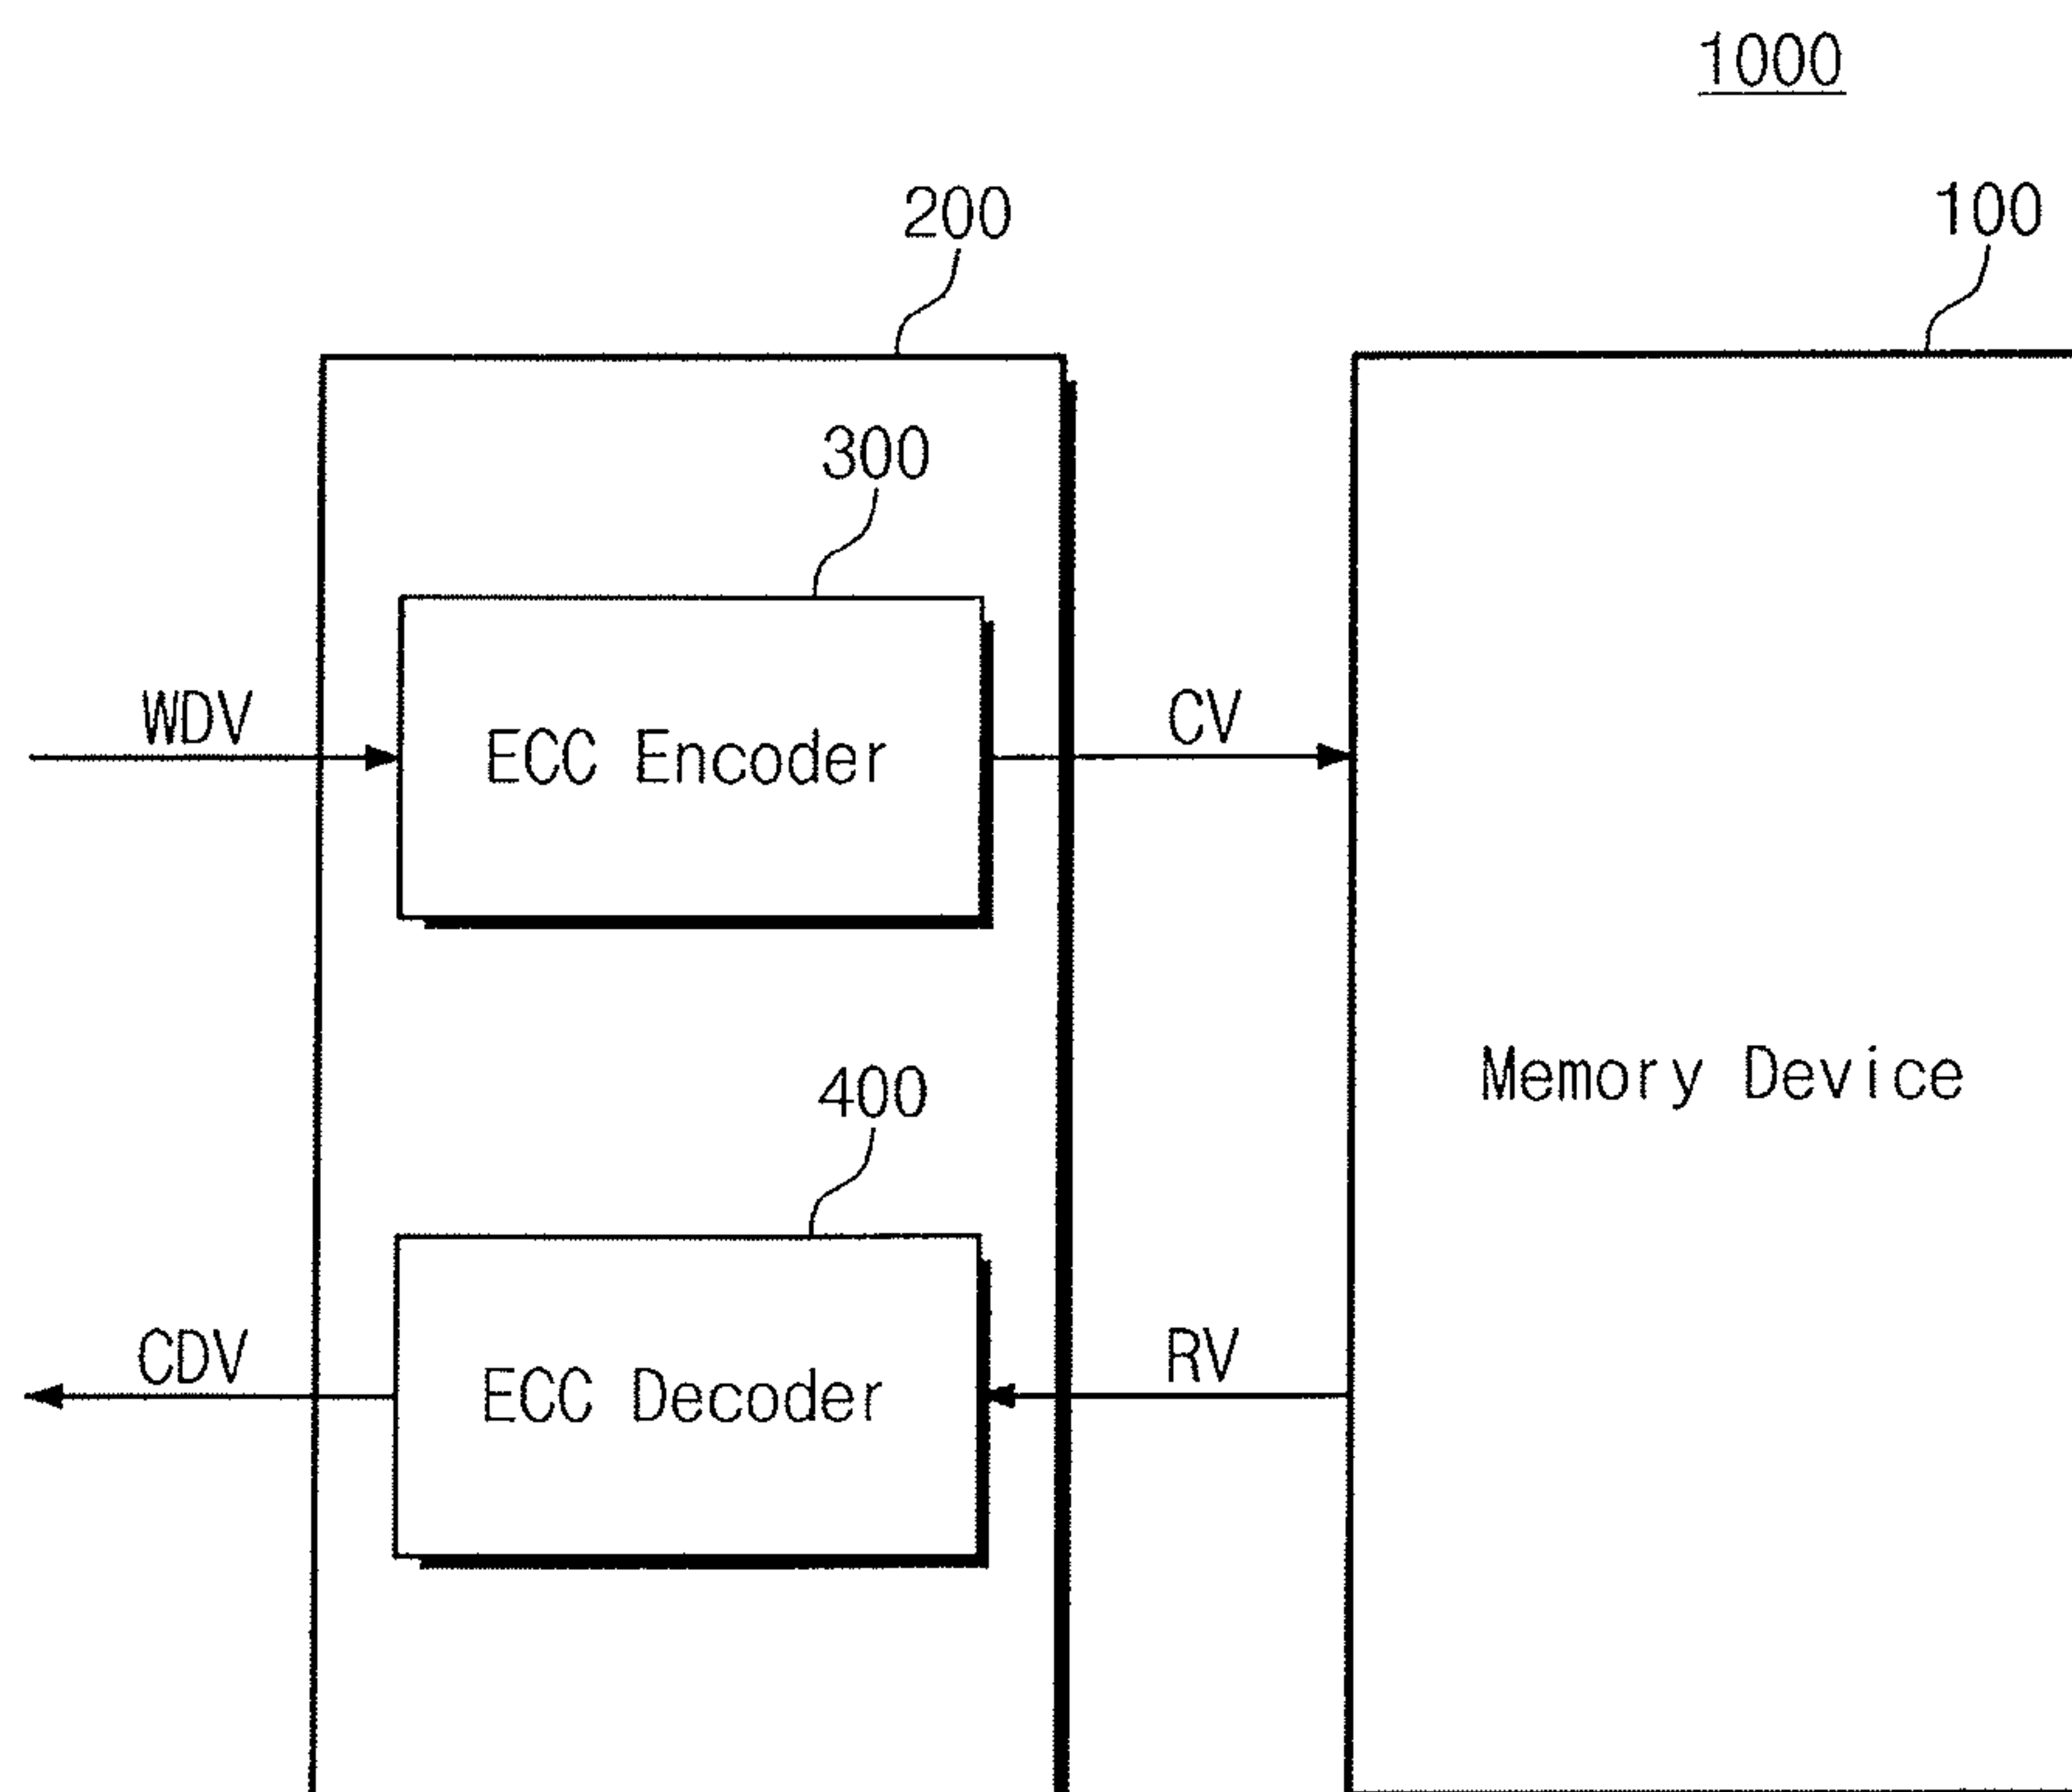 1000
200
100
300
WDV
ECC Encoder
CV
Memory Device
400
CDV
ECC Decoder
RV